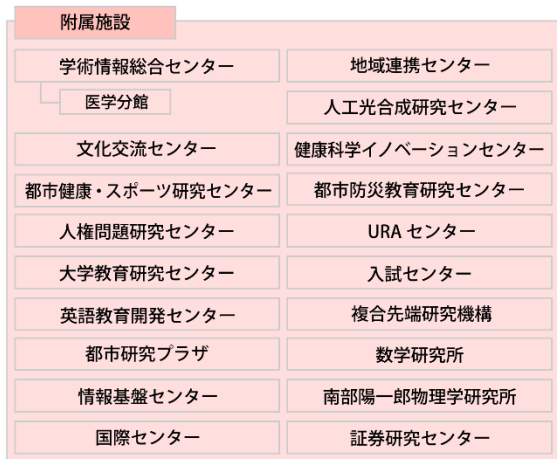 附属施設
学術情報総合センター
医学分館
文化交流センター
都市健康・スポーツ研究センター
人権問題研究センター
大学教育研究センター
英語教育開発センター
都市研究プラザ
情報基盤センター
国際センター
地域連携センター
人工光合成研究センター
健康科学イノベーションセンター
都市防災教育研究センター
URA センター
入試センター
複合先端研究機構
数学研究所
南部陽一郎物理学研究所
証券研究センター